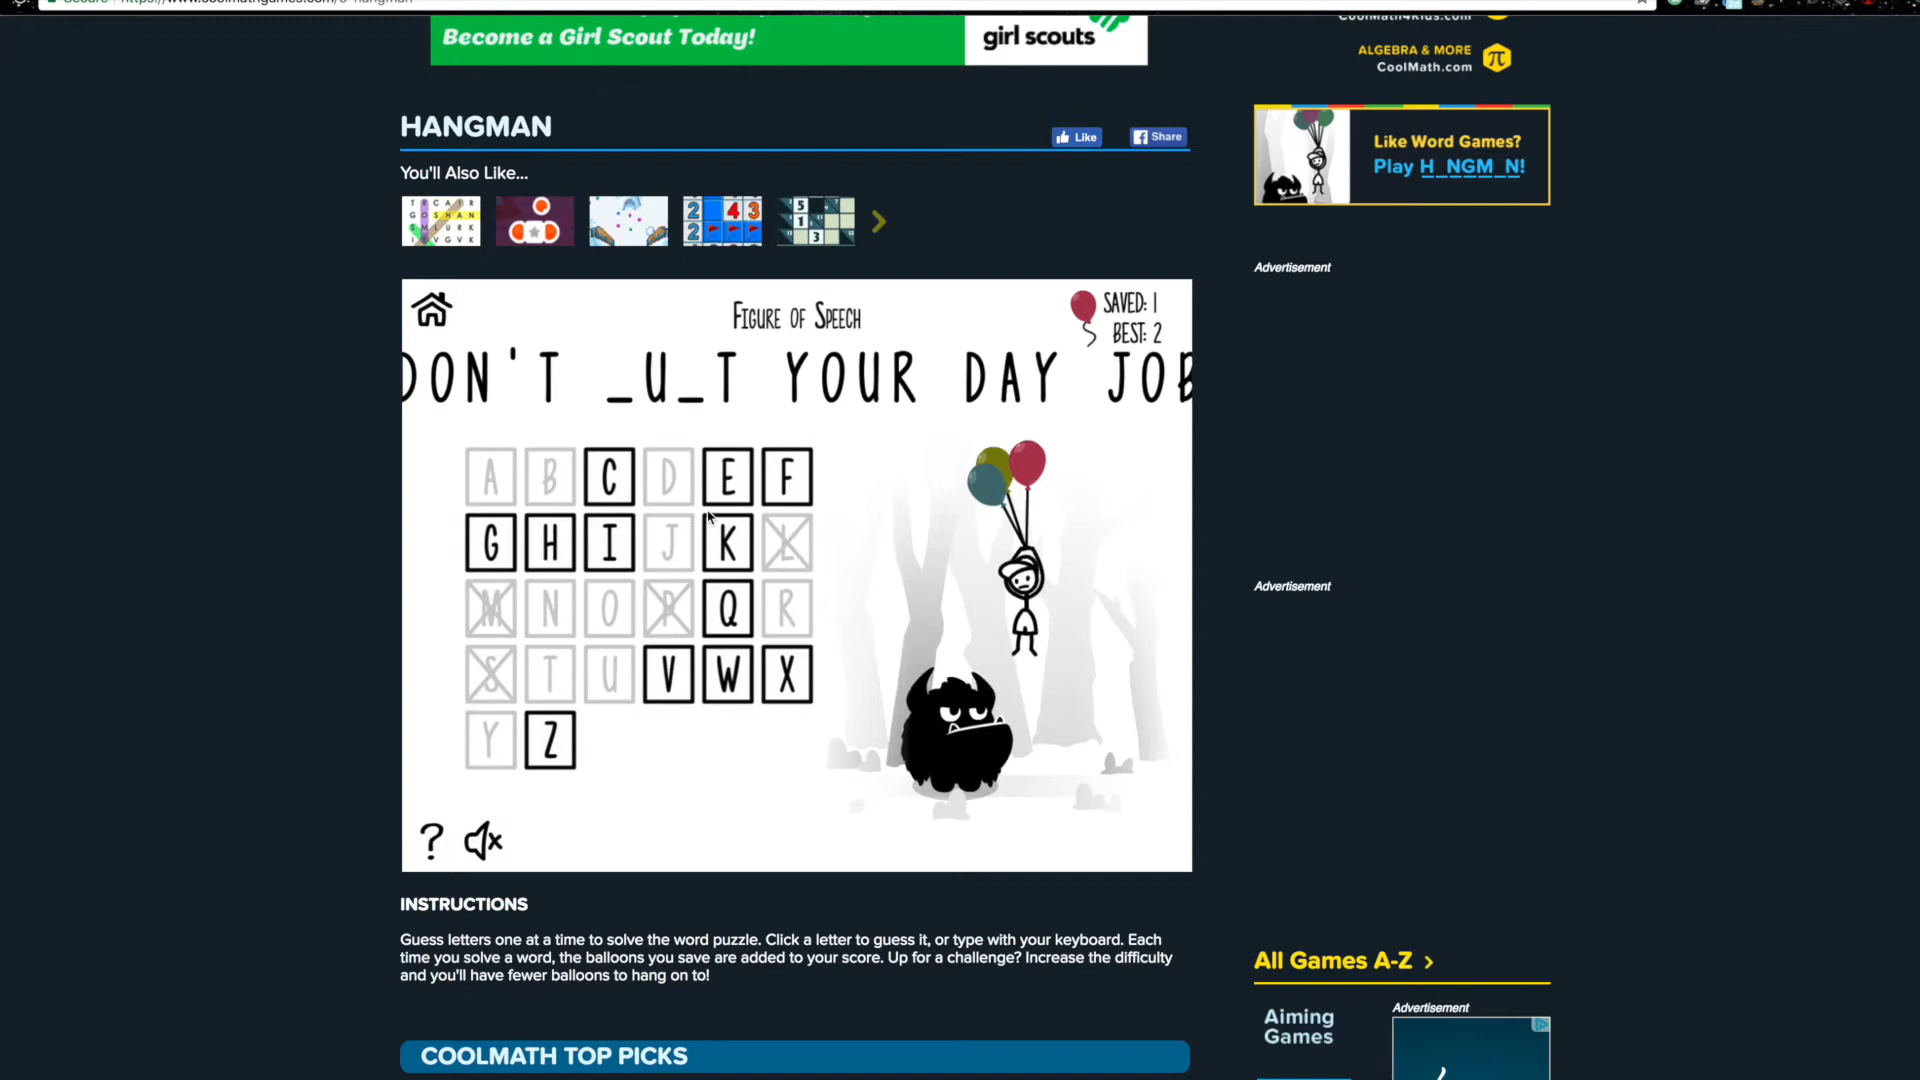 Become a Girl Scout Today!
girl scouts
ALGEBRA & MORE
CoolMath.com
HANGMAN
Like
Share
You'll Also Like...
Like Word Games?
Play H_NGM_N!
Advertisement
FIGURE OF SPEECH
SAVED: 1
BEST: 2
DON'T _U_T YOUR DAY JOB
A B C D E F
G H I J K L
M N O P Q R
S T U V W X
Y Z
?
Advertisement
INSTRUCTIONS
Guess letters one at a time to solve the word puzzle. Click a letter to guess it, or type with your keyboard. Each
time you solve a word, the balloons you save are added to your score. Up for a challenge? Increase the difficulty
and you'll have fewer balloons to hang on to!
All Games A-Z >
Advertisement
Aiming
Games
COOLMATH TOP PICKS